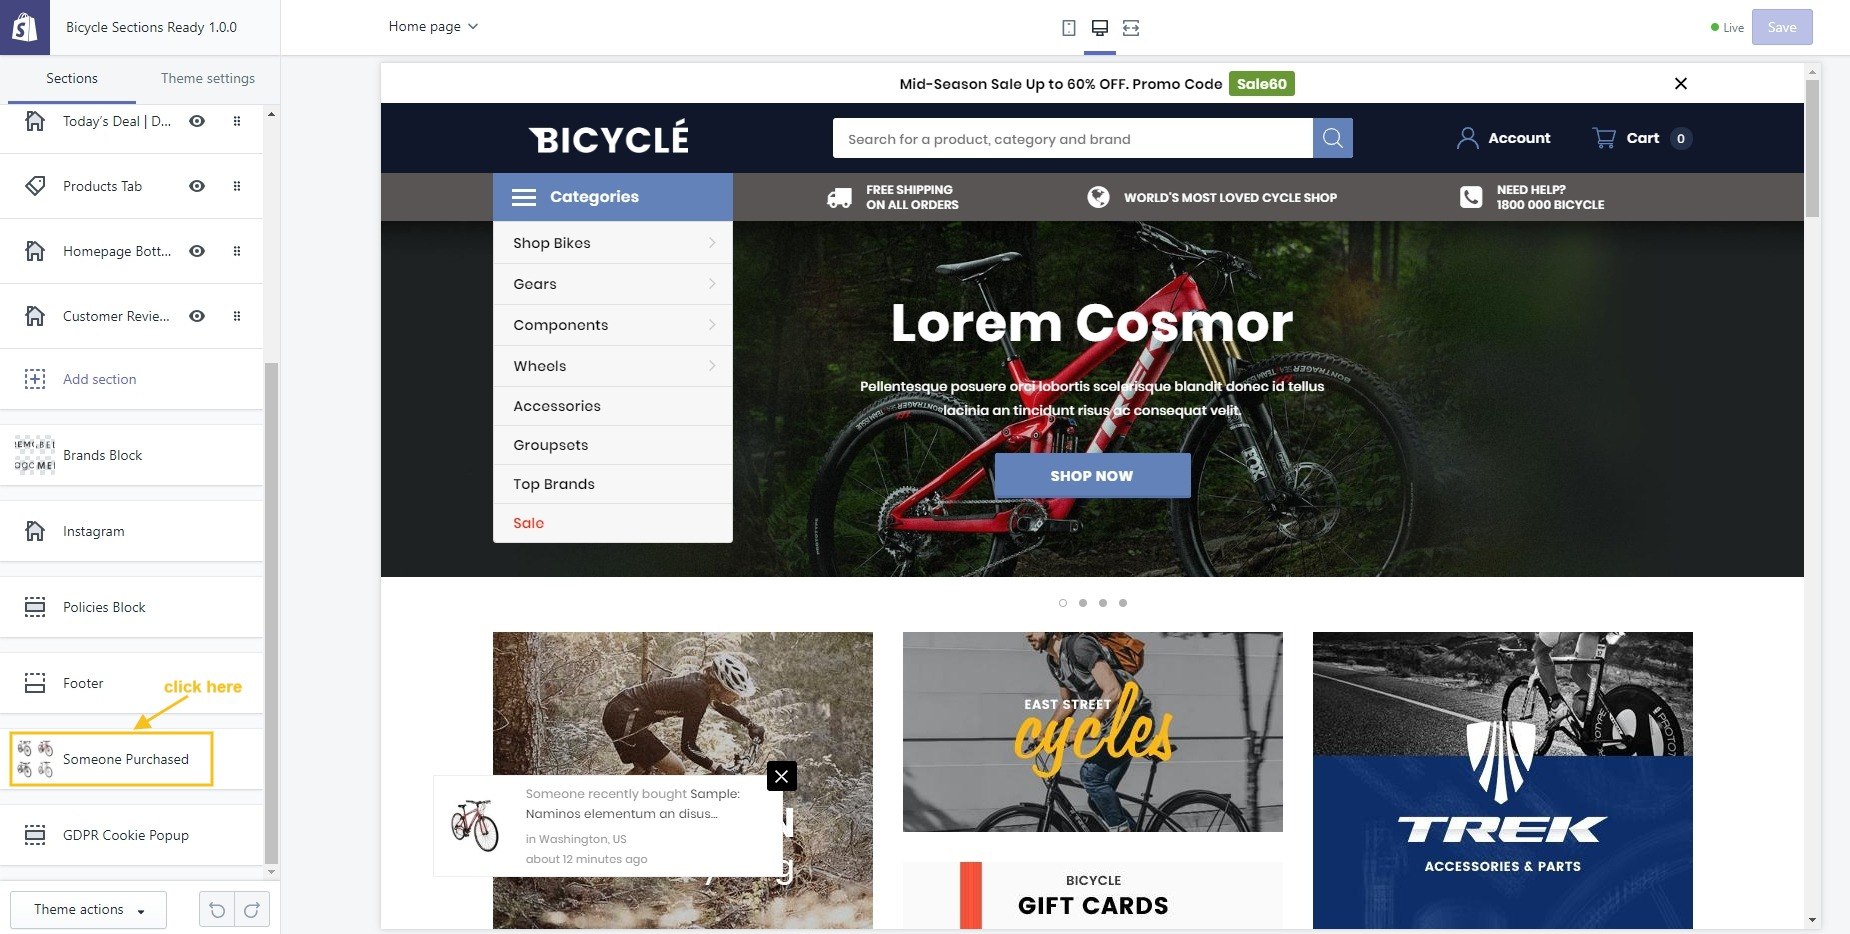 Bicycle Sections Ready 1.0.0
Home page
Live
Save
Sections
Theme settings
Today's Deal | D...
Products Tab
Homepage Bott...
Customer Revie...
Add section
Brands Block
Instagram
Policies Block
Footer
click here
Someone Purchased
GDPR Cookie Popup
Theme actions
Mid-Season Sale Up to 60% OFF. Promo Code Sale60
BICYCLÉ
Search for a product, category and brand
Account
Cart 0
Categories
FREE SHIPPING
ON ALL ORDERS
WORLD'S MOST LOVED CYCLE SHOP
NEED HELP?
1800 000 BICYCLE
Shop Bikes
Gears
Components
Wheels
Accessories
Groupsets
Top Brands
Sale
Lorem Cosmor
Pellentesque posuere orci lobortis scelerisque blandit donec id tellus
lacinia an tincidunt risus ac consequat velit.
SHOP NOW
TREK
FOX
Someone recently bought Sample:
Naminos elementum an disus...
in Washington, US
about 12 minutes ago
EAST STREET
cycles
BICYCLE
GIFT CARDS
TREK
ACCESSORIES & PARTS